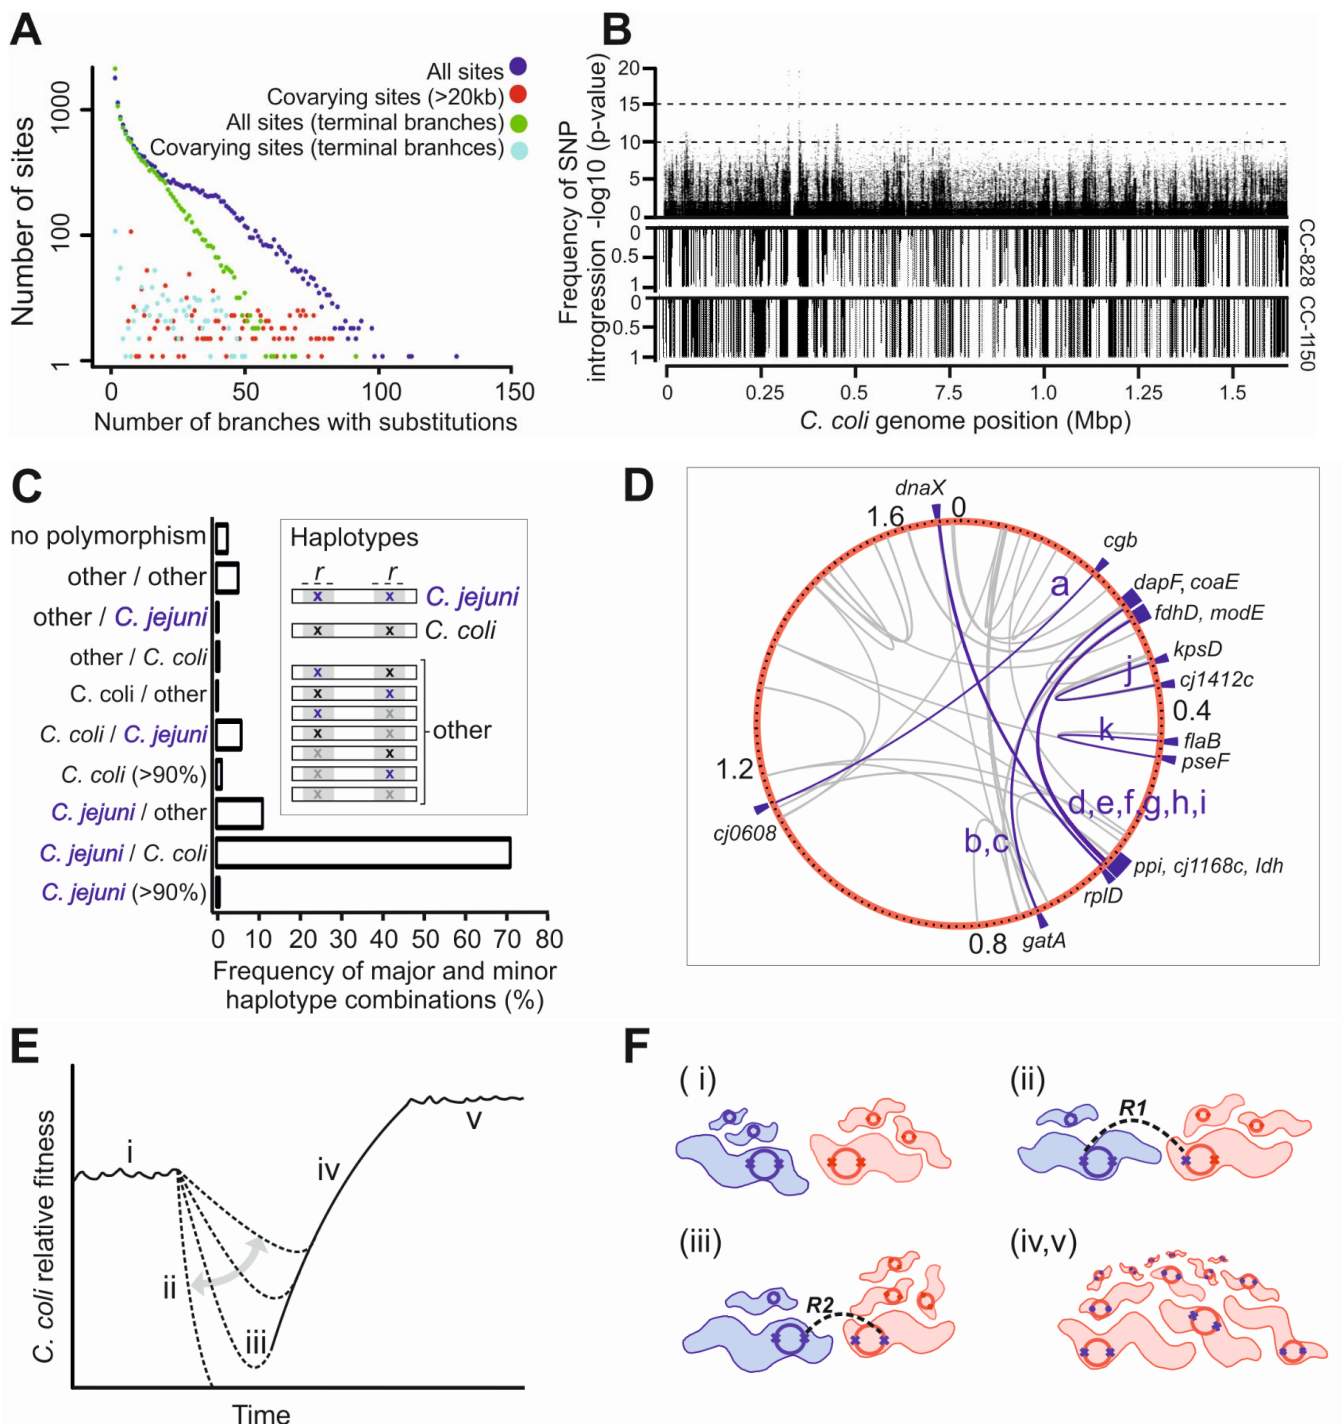 A
All sites
Covarying sites (>20kb)
All sites (terminal branches)
Covarying sites (terminal branhces)
Number of sites
1000
100
1
0
50
100
150
Number of branches with substitutions
B
Frequency of SNP
introgression -log10 (p-value)
20
15
10
5
0
0
0.5
1
0
0.5
1
CC-828
CC-1150
0
0.25
0.5
7.5
1.0
1.25
1.5
C. coli genome position (Mbp)
C
no polymorphism
other / other
other / C. jejuni
other / C. coli
C. coli / other
C. coli / C. jejuni
C. coli (>90%)
C. jejuni / other
C. jejuni / C. coli
C. jejuni (>90%)
0 10 20 30 40 50 60 70 80
Frequency of major and minor
haplotype combinations (%)
Haplotypes
r r
x x C. jejuni
x x C. coli
x x
x x
x x
x x
x x
x x
x x
other
D
dnaX
0
1.6
cgb
a
dapF, coaE
fdhD, modE
kpsD
j
cj1412c
0.4
k
flaB
pseF
1.2
d,e,f,g,h,i
b,c
cj0608
ppi, cj1168c, ldh
rplD
0.8
gatA
E
C. coli relative fitness
i
ii
iii
iv
v
Time
F
( i)
(ii)
R1
(iii)
R2
(iv,v)